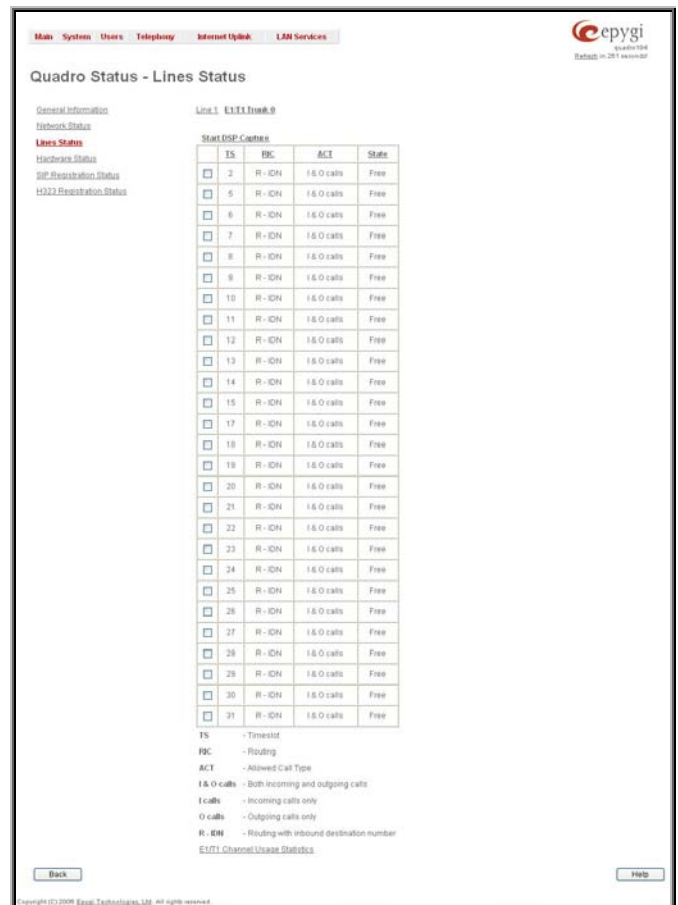 Main System Users Telephony Internet Uplink LAN Services
epygi
quadro104
Refresh in 281 seconds!
Quadro Status - Lines Status
General Information
Network Status
Lines Status
Hardware Status
SIP Registration Status
H323 Registration Status
Line 1 E1/T1 Trunk 0
Start DSP Capture
TS RIC ACT State
2 R - IDN I & O calls Free
5 R - IDN I & O calls Free
6 R - IDN I & O calls Free
7 R - IDN I & O calls Free
8 R - IDN I & O calls Free
9 R - IDN I & O calls Free
10 R - IDN I & O calls Free
11 R - IDN I & O calls Free
12 R - IDN I & O calls Free
13 R - IDN I & O calls Free
14 R - IDN I & O calls Free
15 R - IDN I & O calls Free
17 R - IDN I & O calls Free
18 R - IDN I & O calls Free
19 R - IDN I & O calls Free
20 R - IDN I & O calls Free
21 R - IDN I & O calls Free
22 R - IDN I & O calls Free
23 R - IDN I & O calls Free
24 R - IDN I & O calls Free
25 R - IDN I & O calls Free
26 R - IDN I & O calls Free
27 R - IDN I & O calls Free
28 R - IDN I & O calls Free
29 R - IDN I & O calls Free
30 R - IDN I & O calls Free
31 R - IDN I & O calls Free
TS - Timeslot
RIC - Routing
ACT - Allowed Call Type
I & O calls - Both incoming and outgoing calls
I calls - Incoming calls only
O calls - Outgoing calls only
R - IDN - Routing with inbound destination number
E1/T1 Channel Usage Statistics
Back Help
Copyright (C) 2008 Epygi Technologies, Ltd. All rights reserved.